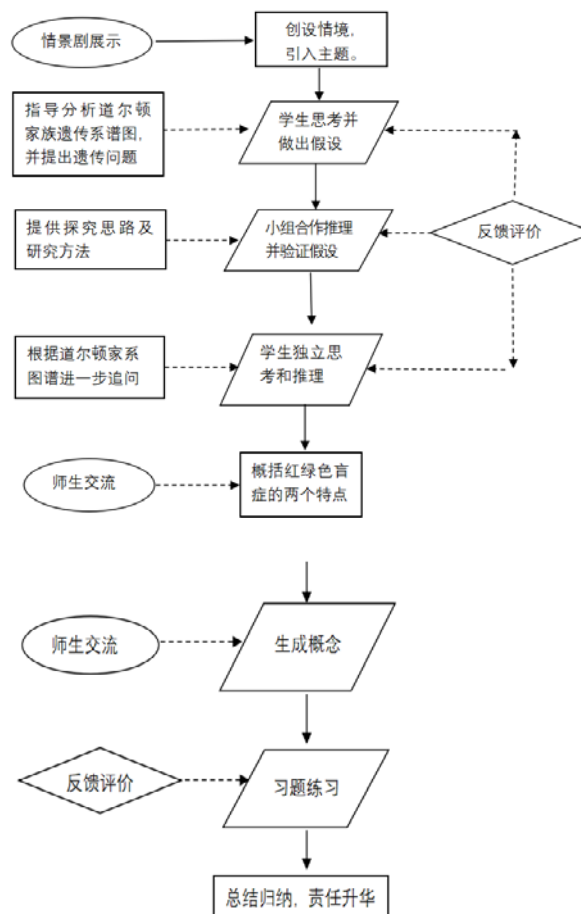 情景剧展示
创设情境，
引入主题。
指导分析道尔顿
家族遗传系谱图，
并提出遗传问题
学生思考并
做出假设
提供探究思路及
研究方法
小组合作推理
并验证假设
反馈评价
根据道尔顿家系
图谱进一步追问
学生独立思
考和推理
师生交流
概括红绿色盲
症的两个特点
师生交流
生成概念
反馈评价
习题练习
总结归纳，责任升华